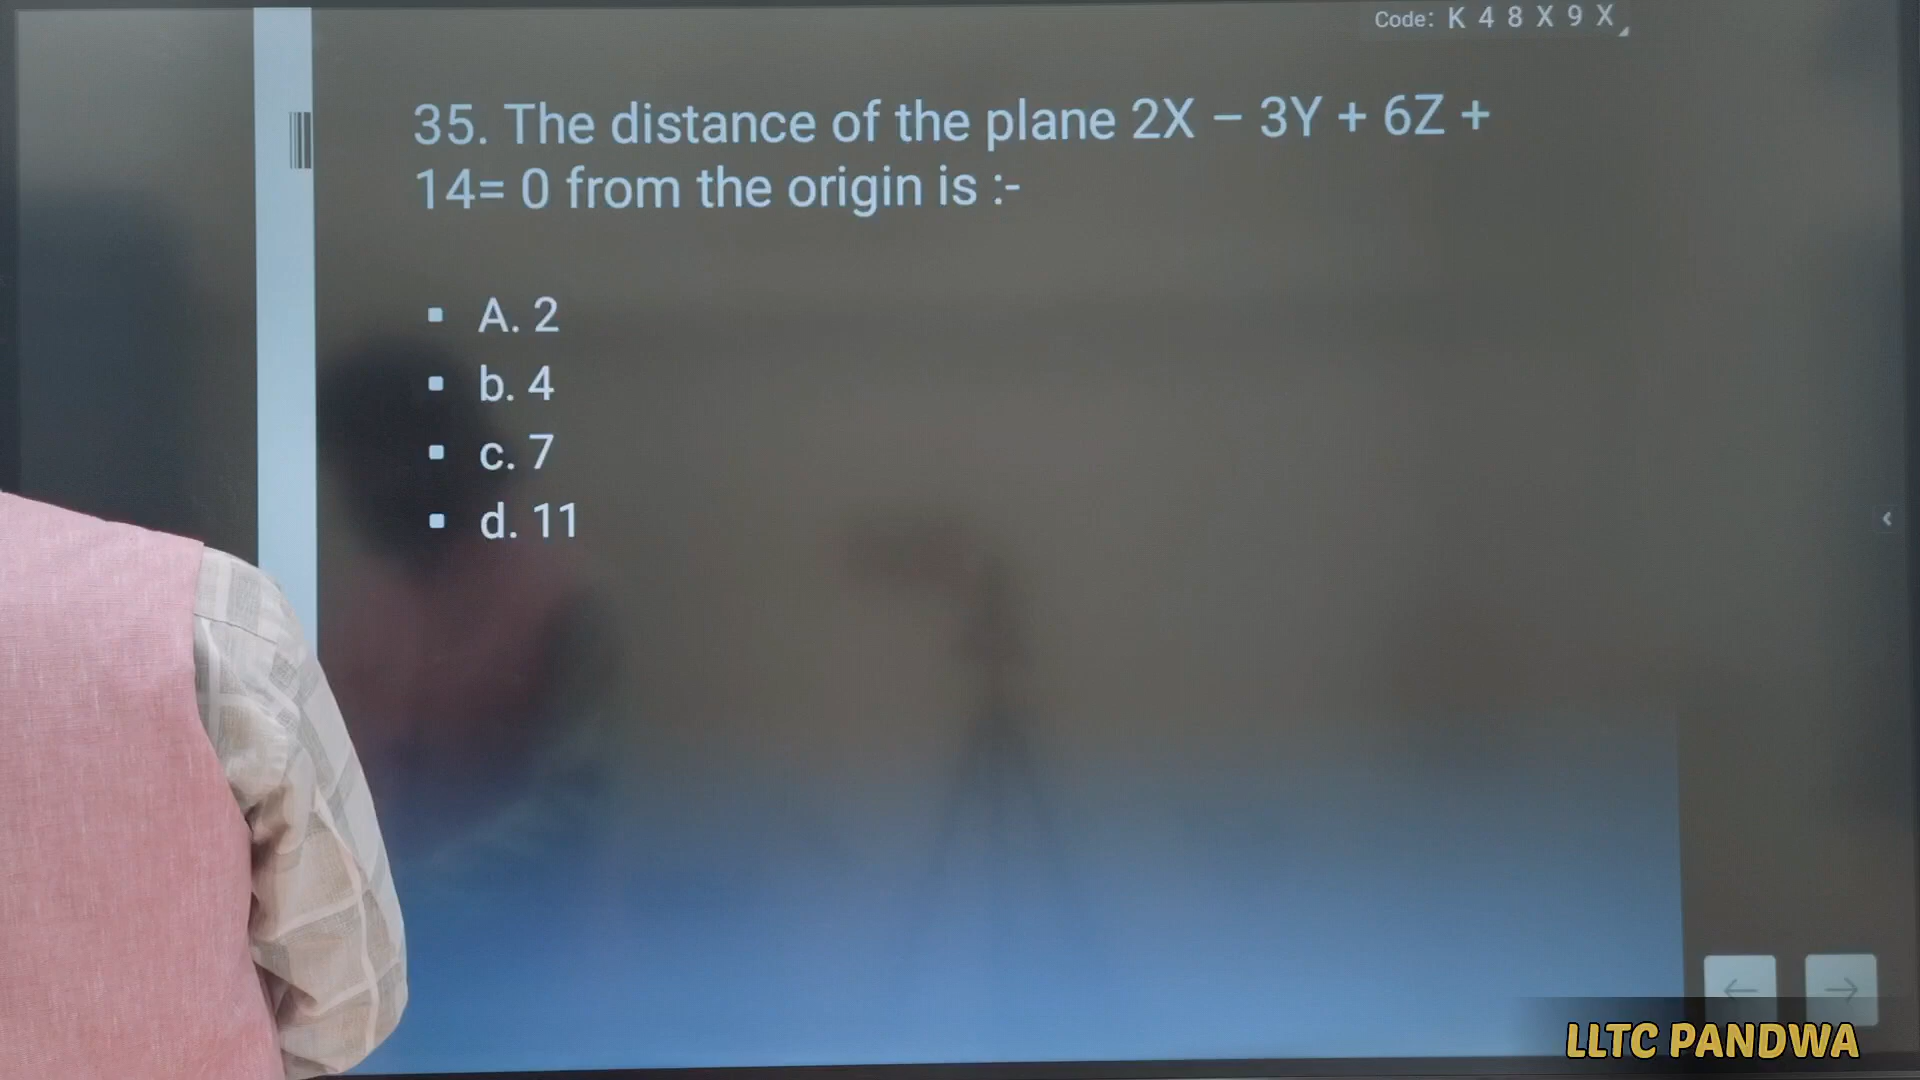 Code: K 4 8 X 9 X
35. The distance of the plane 2X – 3Y + 6Z +
14= 0 from the origin is :-
▪ A. 2
▪ b. 4
▪ c. 7
▪ d. 11
LLTC PANDWA